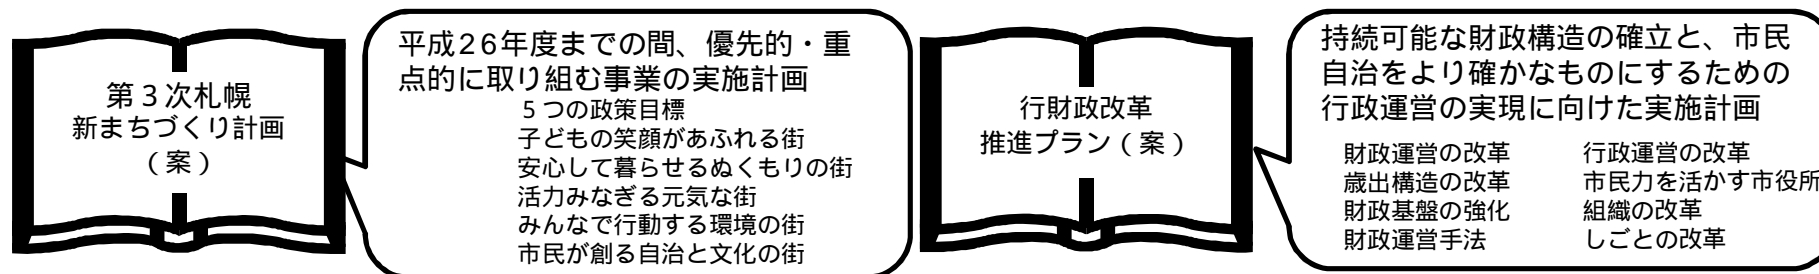 第３次札幌
新まちづくり計画
（案）
平成２６年度までの間、優先的・重
点的に取り組む事業の実施計画
５つの政策目標
子どもの笑顔があふれる街
安心して暮らせるぬくもりの街
活力みなぎる元気な街
みんなで行動する環境の街
市民が創る自治と文化の街
行財政改革
推進プラン（案）
持続可能な財政構造の確立と、市民
自治をより確かなものにするための
行政運営の実現に向けた実施計画
財政運営の改革
歳出構造の改革
財政基盤の強化
財政運営手法
行政運営の改革
市民力を活かす市役所
組織の改革
しごとの改革